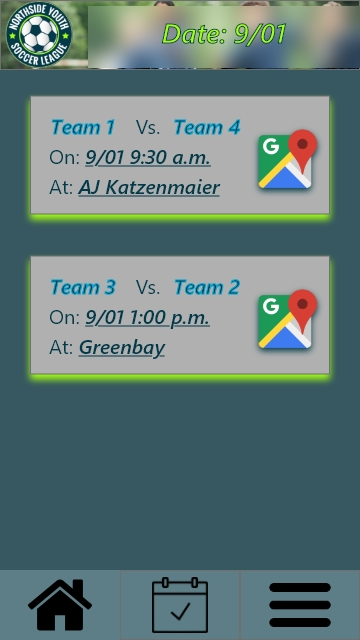 NORTHSIDE YOUTH
SOCCER LEAGUE
Date: 9/01
Team 1 Vs. Team 4
On: 9/01 9:30 a.m.
At: AJ Katzenmaier
G
Team 3 Vs. Team 2
On: 9/01 1:00 p.m.
At: Greenbay
G